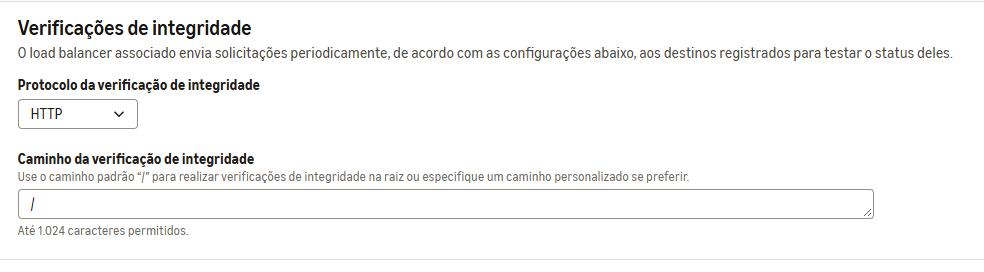 Verificações de integridade
O load balancer associado envia solicitações periodicamente, de acordo com as configurações abaixo, aos destinos registrados para testar o status deles.
Protocolo da verificação de integridade
HTTP
Caminho da verificação de integridade
Use o caminho padrão “/” para realizar verificações de integridade na raiz ou especifique um caminho personalizado se preferir.
/
Até 1.024 caracteres permitidos.